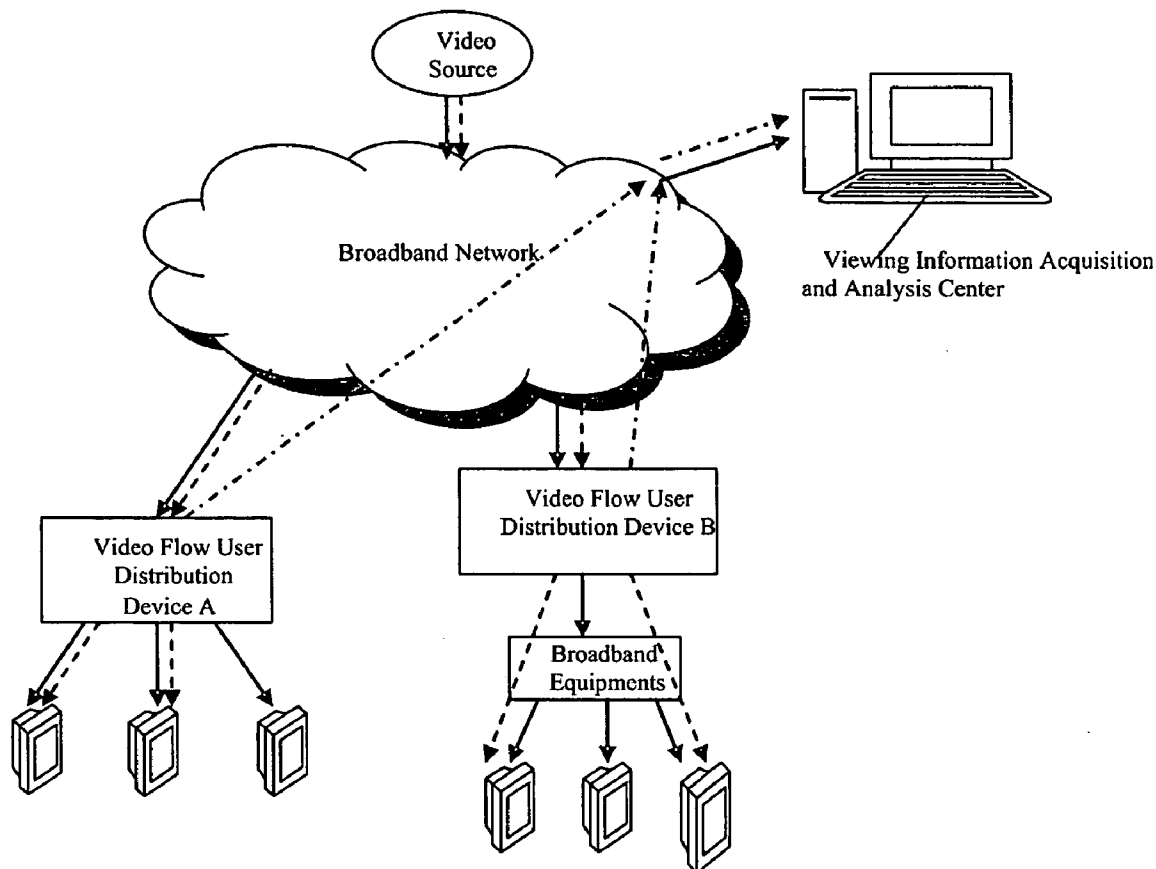 Video
Source
Broadband Network
Viewing Information Acquisition
and Analysis Center
Video Flow User
Distribution Device B
Video Flow User
Distribution
Device A
Broadband
Equipments